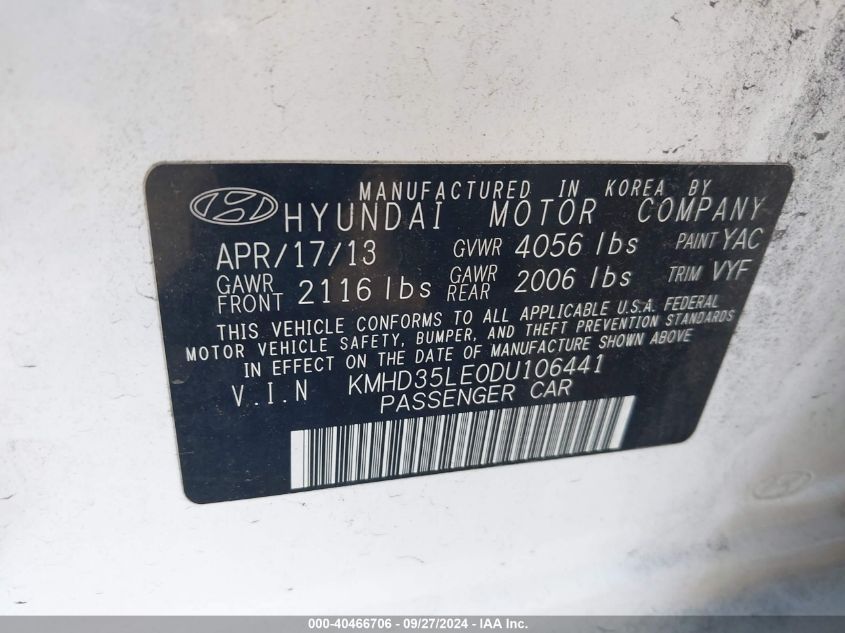 MANUFACTURED IN KOREA BY
HYUNDAI MOTOR COMPANY
APR/17/13 GVWR 4056 lbs PAINT YAC
GAWR FRONT 2116 lbs GAWR REAR 2006 lbs TRIM VYF
THIS VEHICLE CONFORMS TO ALL APPLICABLE U.S.A. FEDERAL
MOTOR VEHICLE SAFETY, BUMPER, AND THEFT PREVENTION STANDARDS
IN EFFECT ON THE DATE OF MANUFACTURE SHOWN ABOVE
V.I.N KMHD35LE0DU106441
PASSENGER CAR
000-40466706 - 09/27/2024 - IAA Inc.